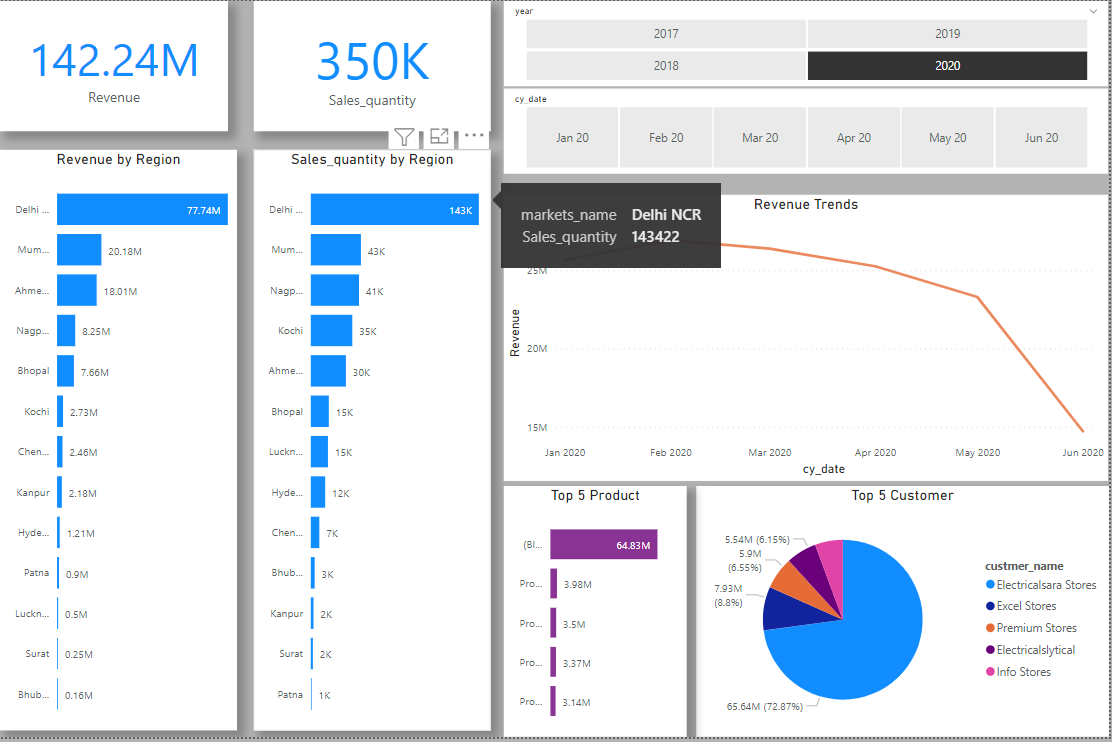 142.24M
Revenue
350K
Sales_quantity
year
2017
2019
2018
2020
cy_date
Jan 20
Feb 20
Mar 20
Apr 20
May 20
Jun 20
Revenue by Region
Delhi ... 77.74M
Mum... 20.18M
Ahme... 18.01M
Nagp... 8.25M
Bhopal 7.66M
Kochi 2.73M
Chen... 2.46M
Kanpur 2.18M
Hyde... 1.21M
Patna 0.9M
Luckn... 0.5M
Surat 0.25M
Bhub... 0.16M
Sales_quantity by Region
Delhi ... 143K
Mum... 43K
Nagp... 41K
Kochi 35K
Ahme... 30K
Bhopal 15K
Luckn... 15K
Hyde... 12K
Chen... 7K
Bhub... 3K
Kanpur 2K
Surat 2K
Patna 1K
markets_name Delhi NCR
Sales_quantity 143422
Revenue Trends
Revenue
25M
20M
15M
Jan 2020 Feb 2020 Mar 2020 Apr 2020 May 2020 Jun 2020
cy_date
Top 5 Product
(Bl... 64.83M
Pro... 3.98M
Pro... 3.5M
Pro... 3.37M
Pro... 3.14M
Top 5 Customer
5.54M (6.15%)
5.9M
(6.55%)
7.93M
(8.8%)
65.64M (72.87%)
custmer_name
Electricalsara Stores
Excel Stores
Premium Stores
Electricalslytical
Info Stores